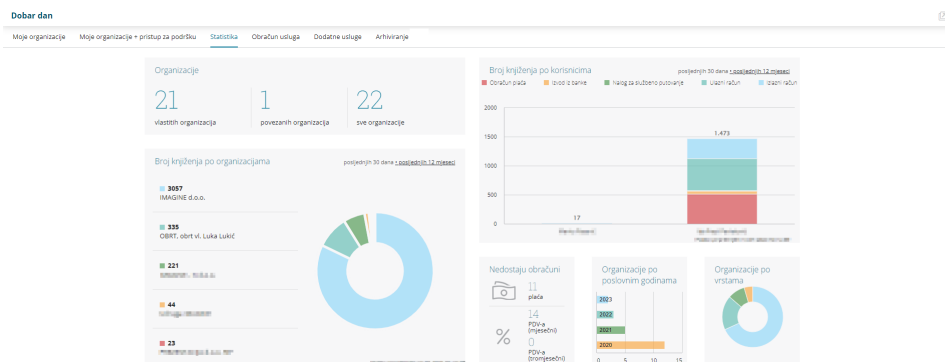 Dobar dan
Moje organizacije Moje organizacije + pristup za podršku Statistika Obračun usluga Dodatne usluge Arhiviranje
Organizacije
21 1 22
vlastitih organizacija povezanih organizacija sve organizacije
Broj knjiženja po organizacijama posljednjih 30 dana • posljednjih 12 mjeseci
3057
IMAGINE d.o.o.
335
OBRT, obrt vl. Luka Lukić
221
44
23
Broj knjiženja po korisnicima posljednjih 30 dana • posljednjih 12 mjeseci
Obračun plaća Izvod iz banke Nalog za službeno putovanje Ulazni račun Izlazni račun
2000
1500
1000
500
0
1.473
17
Nedostaju obračuni
11
plaća
14
PDV-a
(mjesečni)
0
PDV-a
(tromjesečni)
Organizacije po
poslovnim godinama
2023
2022
2021
2020
0 5 10 15
Organizacije po
vrstama